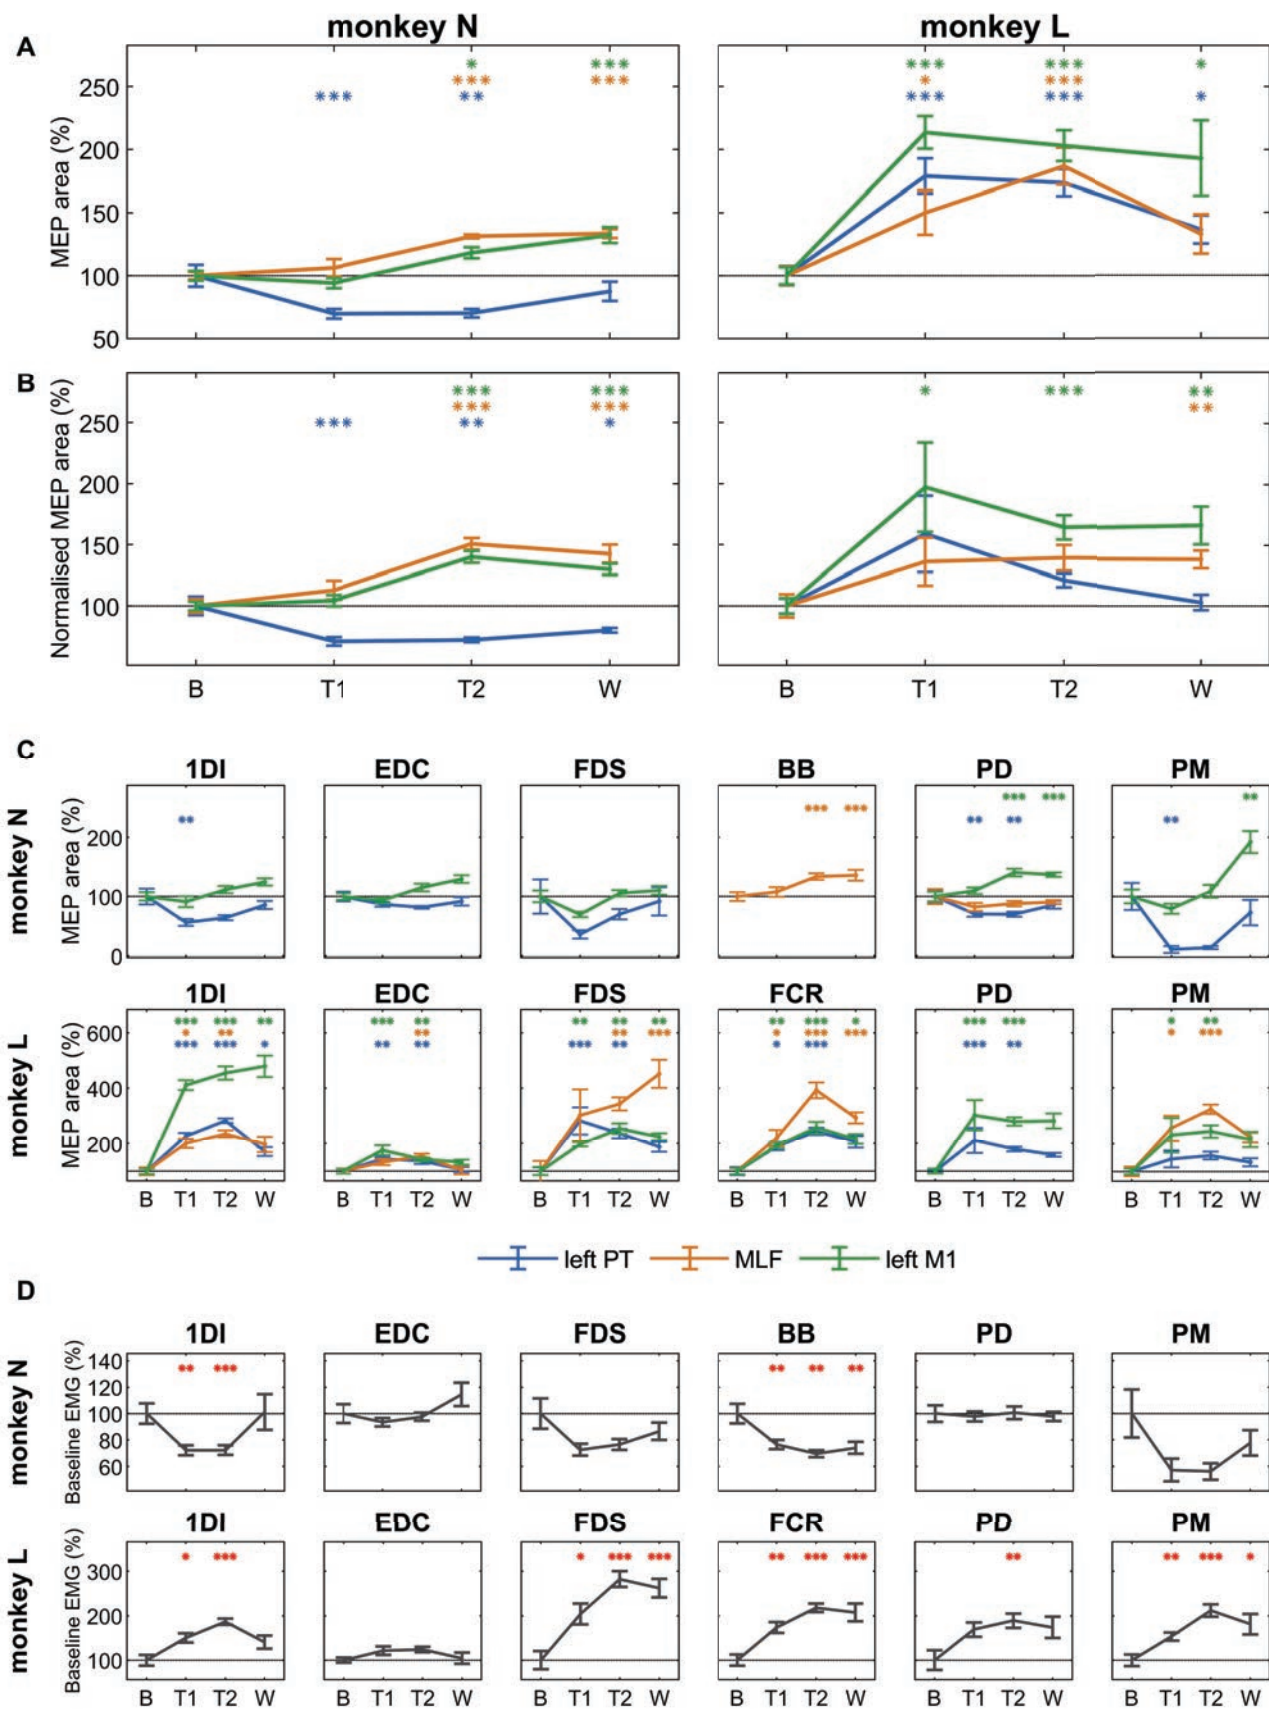 monkey N monkey L
A
MEP area (%)
250
200
150
100
50
*** * *** ** *** ***
*** * *** *** *** *** * *
B
Normalised MEP area (%)
250
200
150
100
*** *** *** ** *** *** *
* *** ** **
B T1 T2 W B T1 T2 W
C
monkey N
1DI EDC FDS BB PD PM
MEP area (%)
200
100
0
** *** *** ** *** ** *** ** **
monkey L
1DI EDC FDS FCR PD PM
MEP area (%)
600
400
200
*** * *** *** ** *** ** *
*** ** ** ** **
** *** ** ** ** ** ***
** * * *** *** *** * ***
*** *** *** **
* * ** ***
B T1 T2 W B T1 T2 W B T1 T2 W B T1 T2 W B T1 T2 W B T1 T2 W
left PT MLF left M1
D
monkey N
1DI EDC FDS BB PD PM
Baseline EMG (%)
140
120
100
80
60
** *** ** ** **
monkey L
1DI EDC FDS FCR PD PM
Baseline EMG (%)
300
200
100
* *** * *** *** ** *** *** ** ** *** *
B T1 T2 W B T1 T2 W B T1 T2 W B T1 T2 W B T1 T2 W B T1 T2 W